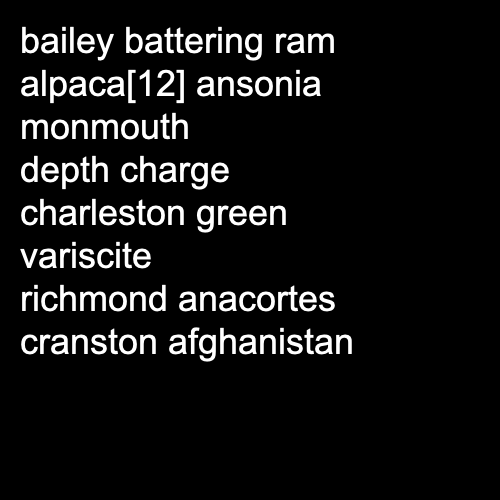 bailey battering ram
alpaca[12] ansonia
monmouth
depth charge
charleston green
variscite
richmond anacortes
cranston afghanistan